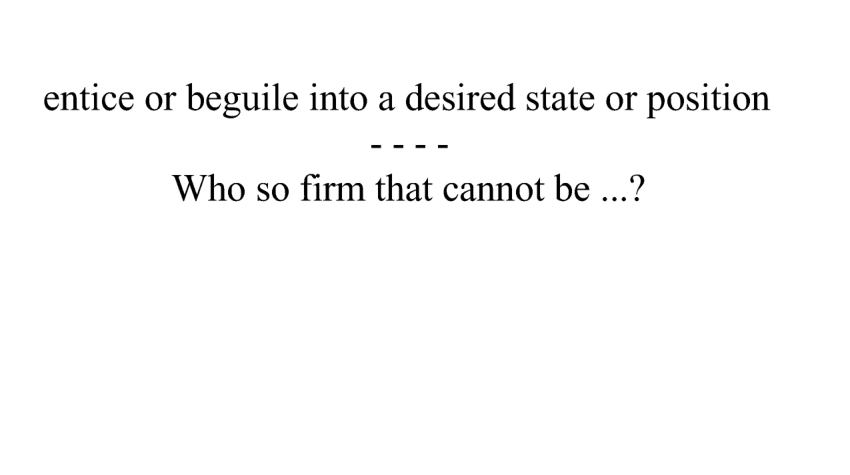 entice or beguile into a desired state or position
- - - -
Who so firm that cannot be ...?